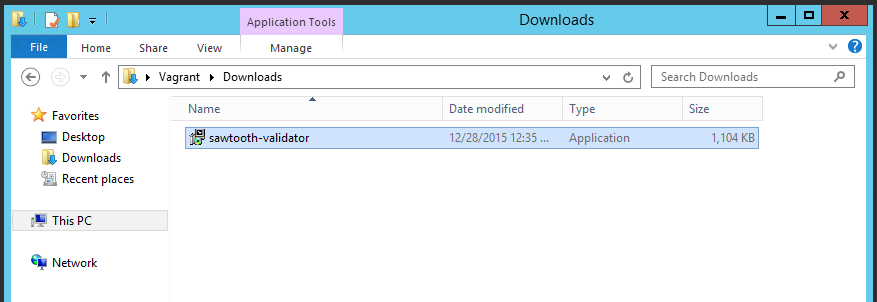 Application Tools
Downloads
File
Home
Share
View
Manage
Vagrant
Downloads
Search Downloads
Favorites
Desktop
Downloads
Recent places
This PC
Network
Name
Date modified
Type
Size
sawtooth-validator
12/28/2015 12:35 ...
Application
1,104 KB